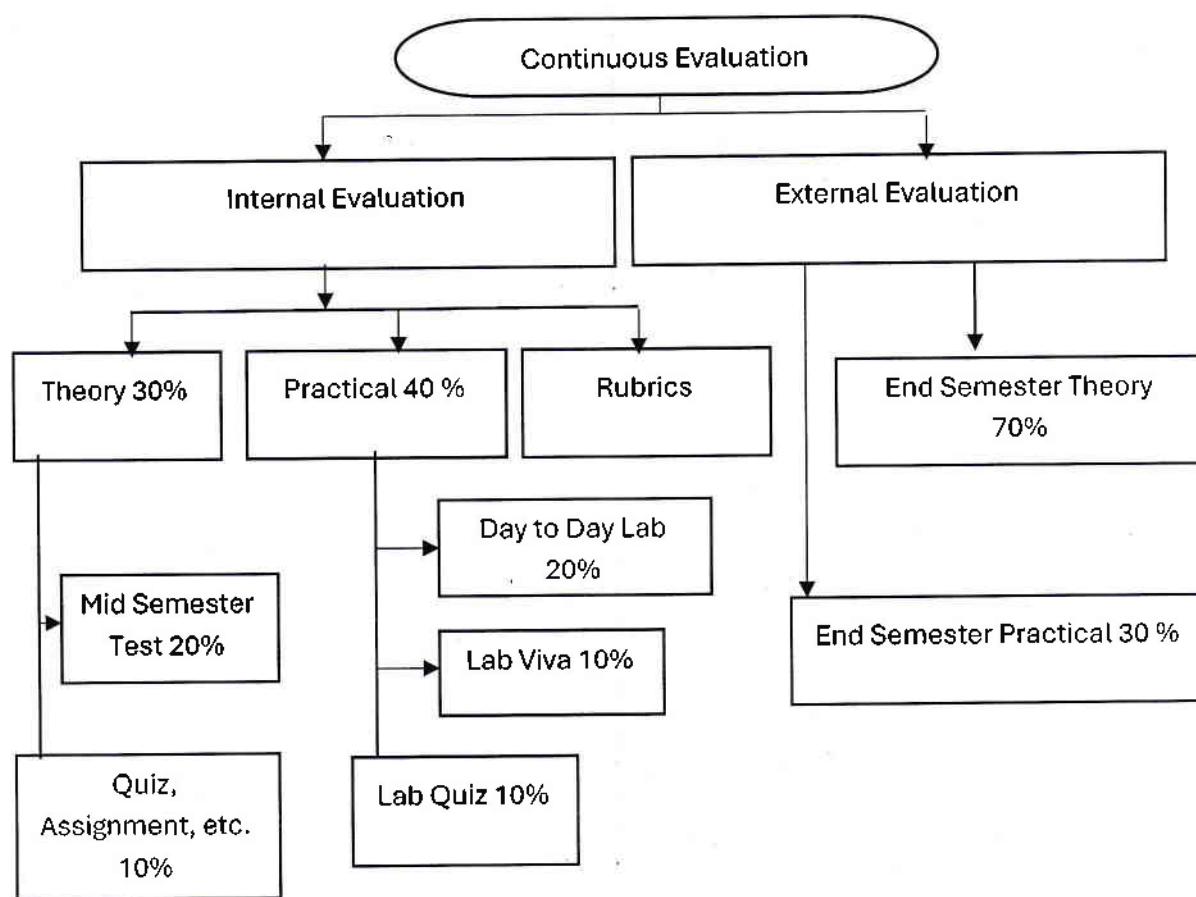 Continuous Evaluation
Internal Evaluation
External Evaluation
Theory 30%
Practical 40 %
Rubrics
End Semester Theory
70%
Day to Day Lab
20%
Mid Semester
Test 20%
End Semester Practical 30 %
Lab Viva 10%
Quiz,
Assignment, etc.
10%
Lab Quiz 10%